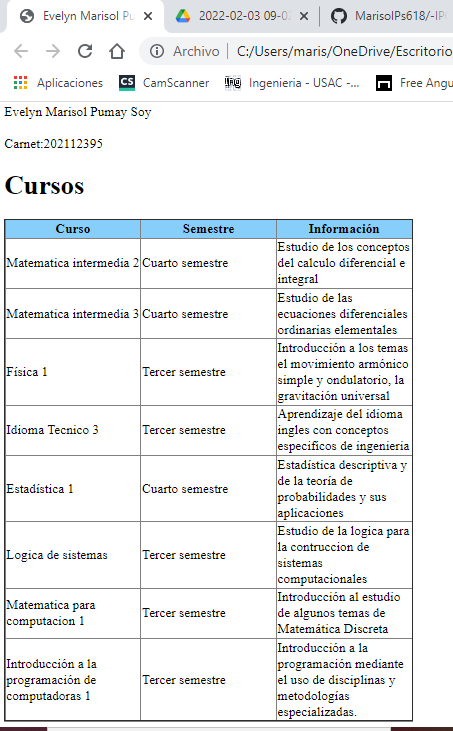 Evelyn Marisol Pumay
2022-02-03 09-0
MarisolPs618/-IP
Archivo | C:/Users/maris/OneDrive/Escritorio
Aplicaciones CS CamScanner Ingenieria - USAC -... Free Angu
Evelyn Marisol Pumay Soy
Carnet:202112395
Cursos
Curso Semestre Información
Matematica intermedia 2 Cuarto semestre
Estudio de los conceptos
del calculo diferencial e
integral
Matematica intermedia 3 Cuarto semestre
Estudio de las
ecuaciones diferenciales
ordinarias elementales
Física 1
Tercer semestre
Introducción a los temas
el movimiento armónico
simple y ondulatorio, la
gravitación universal
Idioma Tecnico 3
Tercer semestre
Aprendizaje del idioma
ingles con conceptos
especificos de ingenieria
Estadística 1
Cuarto semestre
Estadística descriptiva y
de la teoría de
probabilidades y sus
aplicaciones
Logica de sistemas
Tercer semestre
Estudio de la logica para
la contruccion de
sistemas
computacionales
Matematica para
computacion 1
Tercer semestre
Introducción al estudio
de algunos temas de
Matemática Discreta
Introducción a la
programación de
computadoras 1
Tercer semestre
Introducción a la
programación mediante
el uso de disciplinas y
metodologías
especializadas.